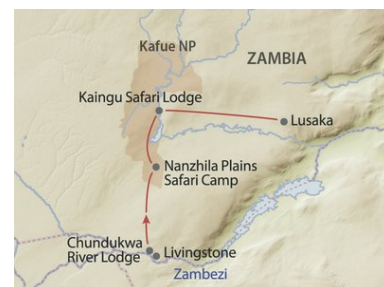 Kafue NP
ZAMBIA
Kaingu Safari Lodge
Lusaka
Nanzhila Plains
Safari Camp
Chundukwa
River Lodge
Livingstone
Zambezi